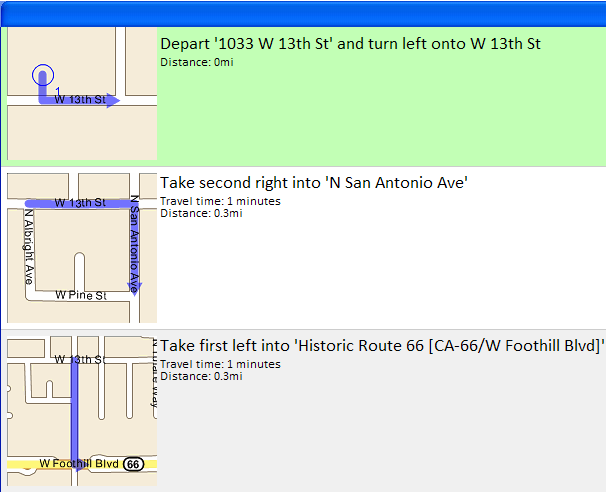 Depart '1033 W 13th St' and turn left onto W 13th St
Distance: 0mi
1
W 13th St
Take second right into 'N San Antonio Ave'
Travel time: 1 minutes
Distance: 0.3mi
W 13th St
N Albright Ave
N San Antonio Ave
W Pine St
Take first left into 'Historic Route 66 [CA-66/W Foothill Blvd]'
Travel time: 1 minutes
Distance: 0.3mi
W 13th St
Way
W Foothill Blvd 66